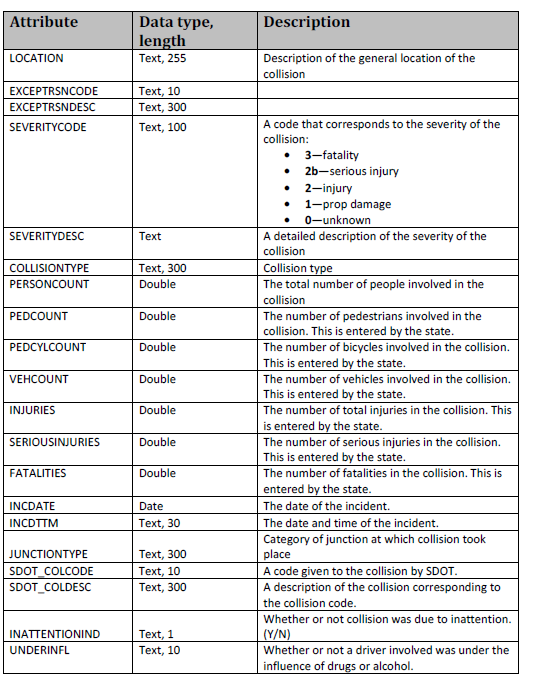 Attribute Data type, length Description
LOCATION Text, 255 Description of the general location of the
collision
EXCEPTRSNCODE Text, 10
EXCEPTRSNDESC Text, 300
SEVERITYCODE Text, 100 A code that corresponds to the severity of the
collision:
• 3—fatality
• 2b—serious injury
• 2—injury
• 1—prop damage
• 0—unknown
SEVERITYDESC Text A detailed description of the severity of the
collision
COLLISIONTYPE Text, 300 Collision type
PERSONCOUNT Double The total number of people involved in the
collision
PEDCOUNT Double The number of pedestrians involved in the
collision. This is entered by the state.
PEDCYLCOUNT Double The number of bicycles involved in the collision.
This is entered by the state.
VEHCOUNT Double The number of vehicles involved in the collision.
This is entered by the state.
INJURIES Double The number of total injuries in the collision. This
is entered by the state.
SERIOUSINJURIES Double The number of serious injuries in the collision.
This is entered by the state.
FATALITIES Double The number of fatalities in the collision. This is
entered by the state.
INCDATE Date The date of the incident.
INCDTTM Text, 30 The date and time of the incident.
Category of junction at which collision took
JUNCTIONTYPE Text, 300 place
SDOT_COLCODE Text, 10 A code given to the collision by SDOT.
SDOT_COLDESC Text, 300 A description of the collision corresponding to
the collision code.
Whether or not collision was due to inattention.
INATTENTIONIND Text, 1 (Y/N)
UNDERINFL Text, 10 Whether or not a driver involved was under the
influence of drugs or alcohol.